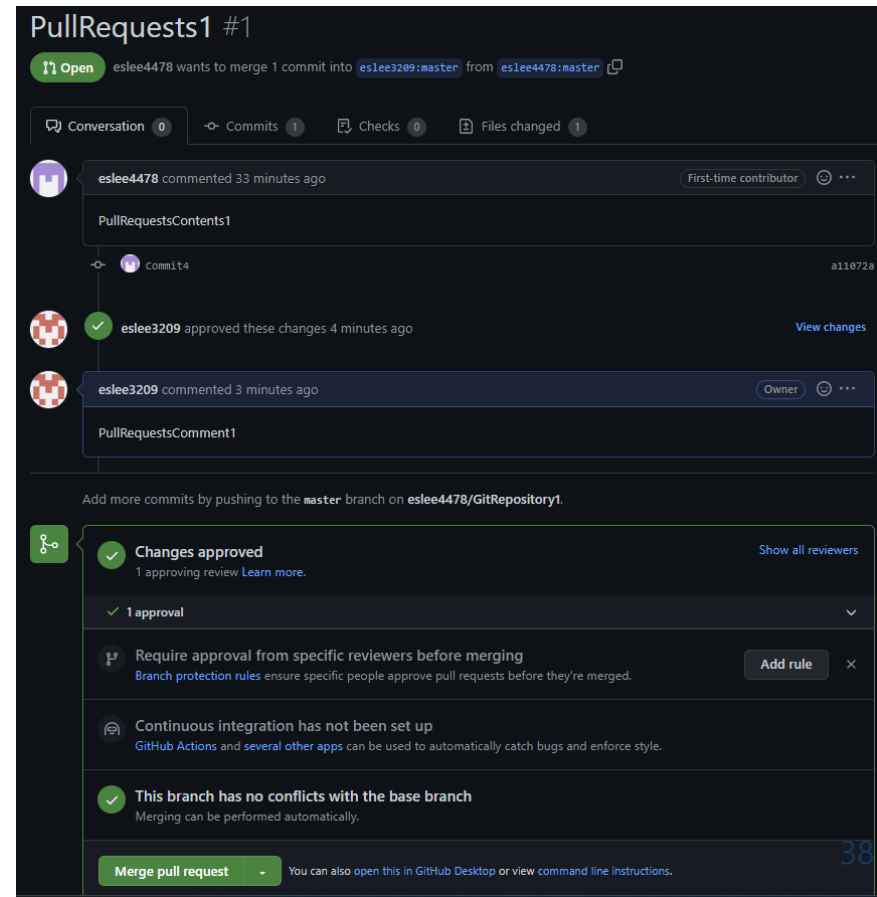 PullRequests1 #1
Open eslee4478 wants to merge 1 commit into eslee3209:master from eslee4478:master
Conversation 0 Commits 1 Checks 0 Files changed 1
eslee4478 commented 33 minutes ago First-time contributor
PullRequestsContents1
Commit4 a11072a
eslee3209 approved these changes 4 minutes ago View changes
eslee3209 commented 3 minutes ago Owner
PullRequestsComment1
Add more commits by pushing to the master branch on eslee4478/GitRepository1.
Changes approved Show all reviewers
1 approving review Learn more.
1 approval
Require approval from specific reviewers before merging
Branch protection rules ensure specific people approve pull requests before they're merged. Add rule
Continuous integration has not been set up
GitHub Actions and several other apps can be used to automatically catch bugs and enforce style.
This branch has no conflicts with the base branch
Merging can be performed automatically.
38
Merge pull request You can also open this in GitHub Desktop or view command line instructions.